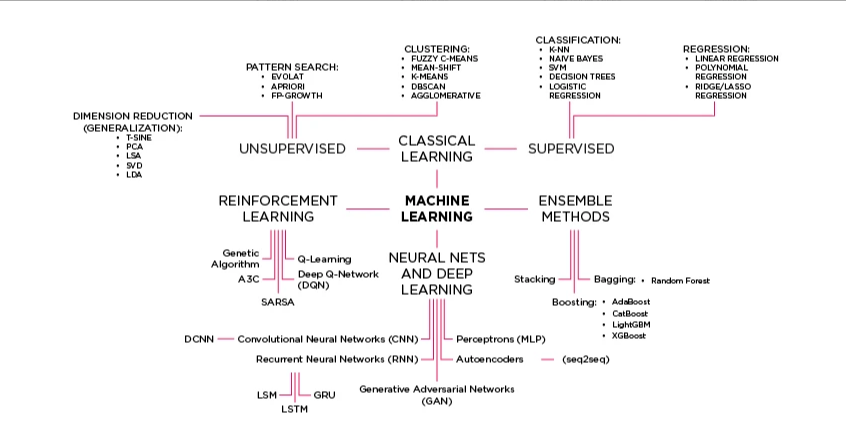 PATTERN SEARCH:
• EVOLAT
• APRIORI
• FP-GROWTH
CLUSTERING:
• FUZZY C-MEANS
• MEAN-SHIFT
• K-MEANS
• DBSCAN
• AGGLOMERATIVE
CLASSIFICATION:
• K-NN
• NAIVE BAYES
• SVM
• DECISION TREES
• LOGISTIC
REGRESSION
REGRESSION:
• LINEAR REGRESSION
• POLYNOMIAL
REGRESSION
• RIDGE/LASSO
REGRESSION
DIMENSION REDUCTION
(GENERALIZATION):
• T-SINE
• PCA
• LSA
• SVD
• LDA
UNSUPERVISED
CLASSICAL
LEARNING
SUPERVISED
REINFORCEMENT
LEARNING
MACHINE
LEARNING
ENSEMBLE
METHODS
Genetic
Algorithm
A3C
SARSA
Q-Learning
Deep Q-Network
(DQN)
NEURAL NETS
AND DEEP
LEARNING
Stacking
Bagging: • Random Forest
Boosting: • AdaBoost
• CatBoost
• LightGBM
• XGBoost
DCNN
Convolutional Neural Networks (CNN)
Perceptrons (MLP)
Recurrent Neural Networks (RNN)
Autoencoders
(seq2seq)
LSM
LSTM
GRU
Generative Adversarial Networks
(GAN)